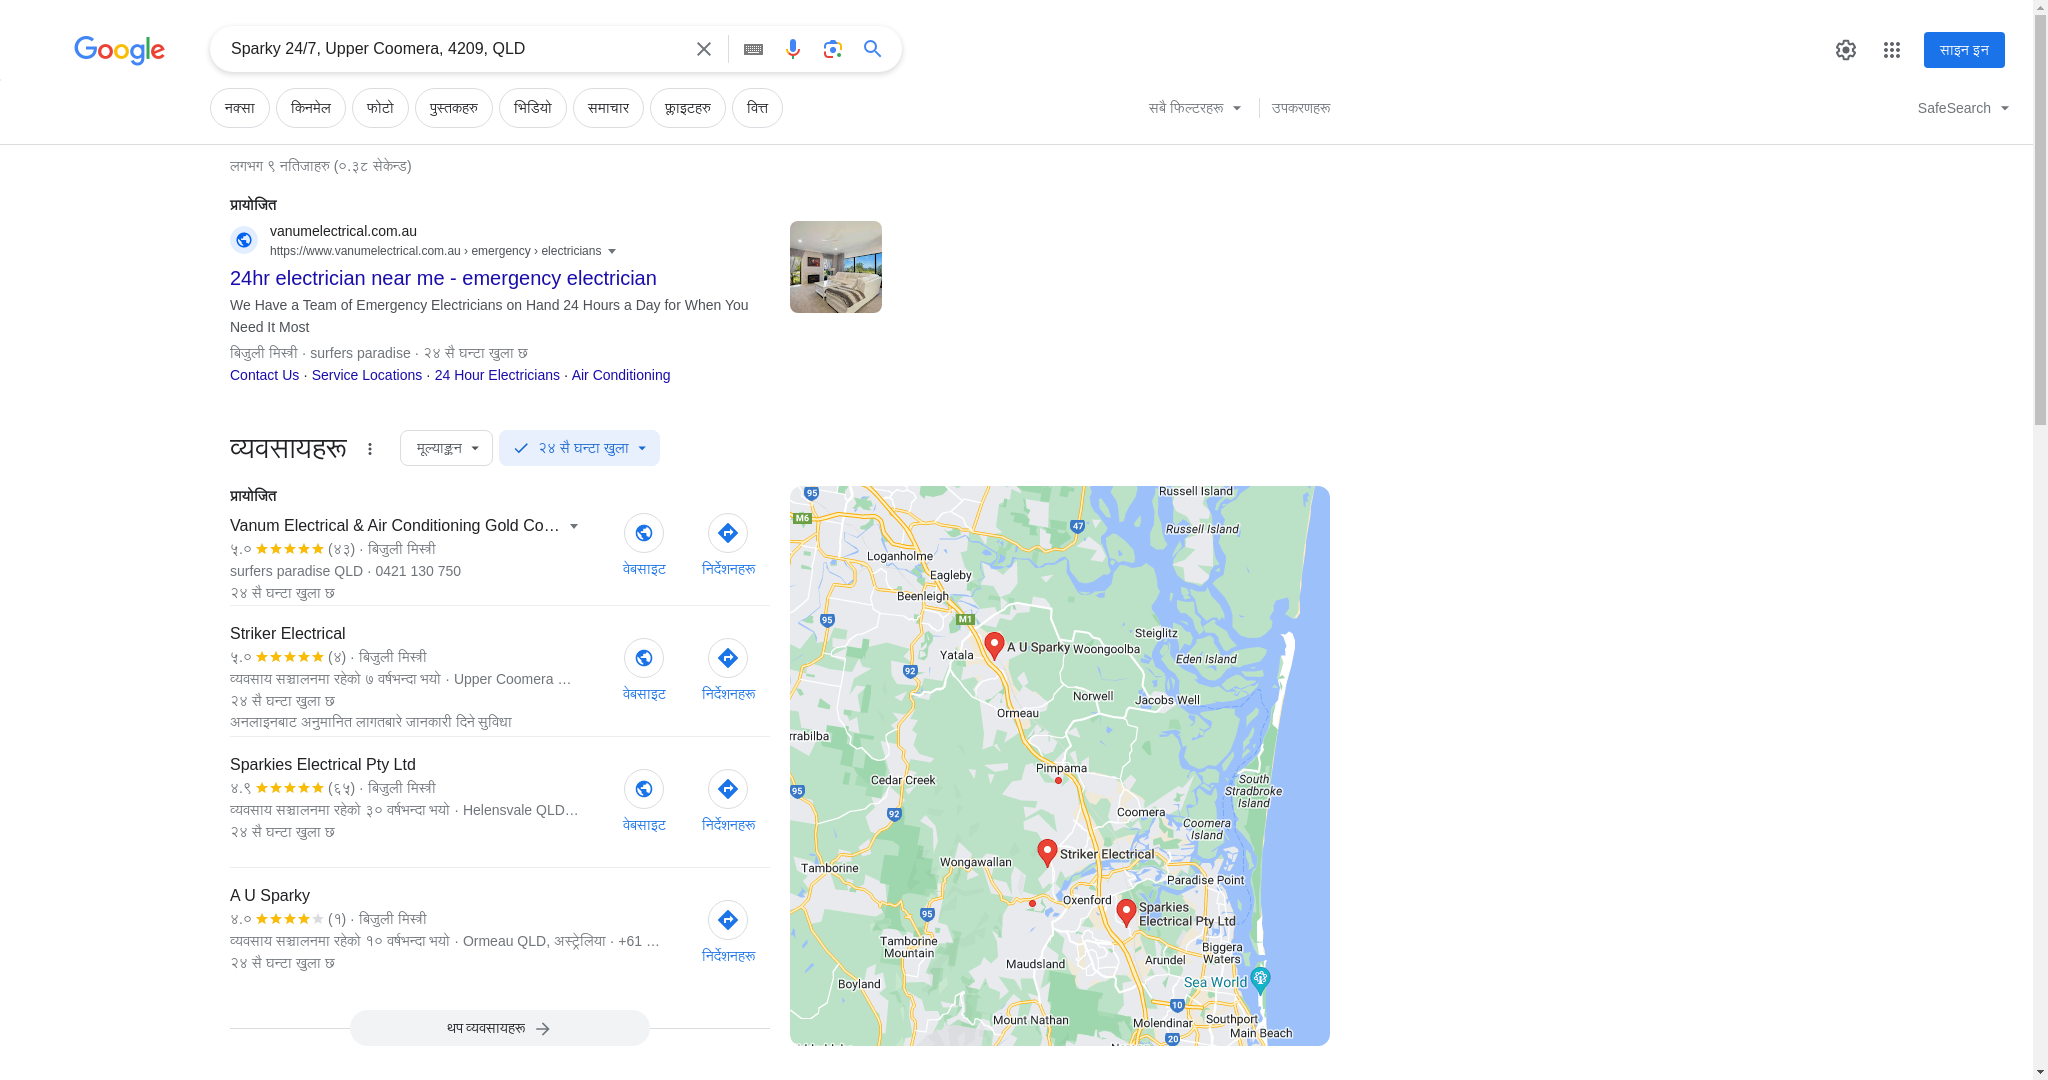 Google
Sparky 24/7, Upper Coomera, 4209, QLD
साइन इन
नक्सा
किनमेल
फोटो
पुस्तकहरु
भिडियो
समाचार
फ्लाइटहरु
वित्त
सबै फिल्टरहरू
उपकरणहरू
SafeSearch
लगभग ९ नतिजाहरु (०.३८ सेकेन्ड)
प्रायोजित
vanumelectrical.com.au
https://www.vanumelectrical.com.au › emergency › electricians
24hr electrician near me - emergency electrician
We Have a Team of Emergency Electricians on Hand 24 Hours a Day for When You
Need It Most
बिजुली मिस्त्री · surfers paradise · २४ सै घन्टा खुला छ
Contact Us · Service Locations · 24 Hour Electricians · Air Conditioning
व्यवसायहरू
मूल्याङ्कन
२४ सै घन्टा खुला
प्रायोजित
Vanum Electrical & Air Conditioning Gold Co…
५.० (४३) · बिजुली मिस्त्री
surfers paradise QLD · 0421 130 750
२४ सै घन्टा खुला छ
वेबसाइट
निर्देशनहरू
Striker Electrical
५.० (४) · बिजुली मिस्त्री
व्यवसाय सञ्चालनमा रहेको ७ वर्षभन्दा भयो · Upper Coomera …
२४ सै घन्टा खुला छ
अनलाइनबाट अनुमानित लागतबारे जानकारी दिने सुविधा
वेबसाइट
निर्देशनहरू
Sparkies Electrical Pty Ltd
४.९ (६५) · बिजुली मिस्त्री
व्यवसाय सञ्चालनमा रहेको ३० वर्षभन्दा भयो · Helensvale QLD…
२४ सै घन्टा खुला छ
वेबसाइट
निर्देशनहरू
A U Sparky
४.० (१) · बिजुली मिस्त्री
व्यवसाय सञ्चालनमा रहेको १० वर्षभन्दा भयो · Ormeau QLD, अस्ट्रेलिया · +61 …
२४ सै घन्टा खुला छ
निर्देशनहरू
थप व्यवसायहरू
95
Russell Island
M6
47
Russell Island
Loganholme
Eagleby
Beenleigh
95
M1
Steiglitz
A U Sparky
Woongoolba
Yatala
Eden Island
92
Norwell
Jacobs Well
Ormeau
rrabilba
Pimpama
Cedar Creek
South
Stradbroke
Island
95
92
Coomera
Coomera
Island
Striker Electrical
Wongawallan
Tamborine
Paradise Point
Oxenford
Sparkies
Electrical Pty Ltd
95
Tamborine
Mountain
Biggera
Waters
Maudsland
Arundel
Sea World
Boyland
10
Mount Nathan
Molendinar
Southport
Main Beach
20